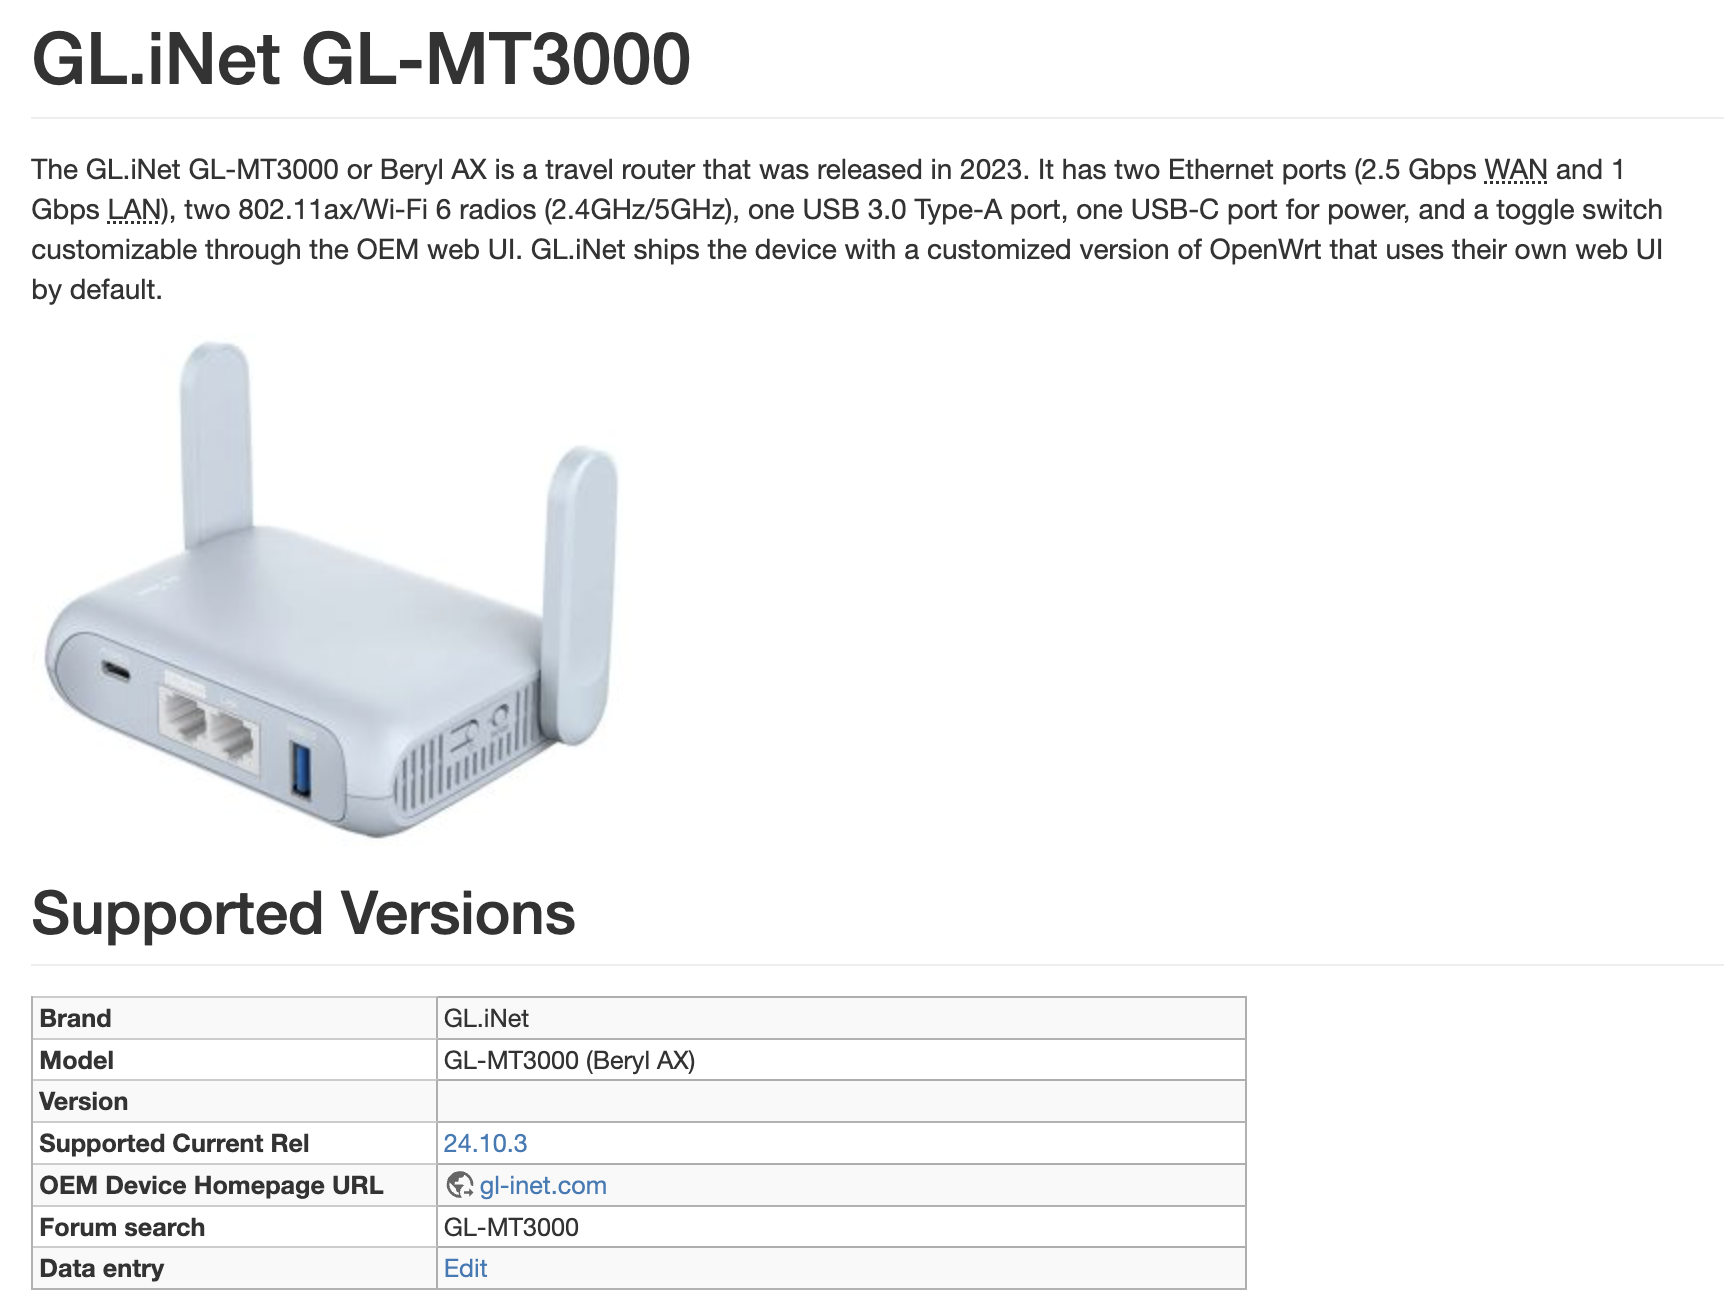 GL.iNet GL-MT3000
The GL.iNet GL-MT3000 or Beryl AX is a travel router that was released in 2023. It has two Ethernet ports (2.5 Gbps WAN and 1
Gbps LAN), two 802.11ax/Wi-Fi 6 radios (2.4GHz/5GHz), one USB 3.0 Type-A port, one USB-C port for power, and a toggle switch
customizable through the OEM web UI. GL.iNet ships the device with a customized version of OpenWrt that uses their own web UI
by default.
Supported Versions
Brand GL.iNet
Model GL-MT3000 (Beryl AX)
Version
Supported Current Rel 24.10.3
OEM Device Homepage URL gl-inet.com
Forum search GL-MT3000
Data entry Edit